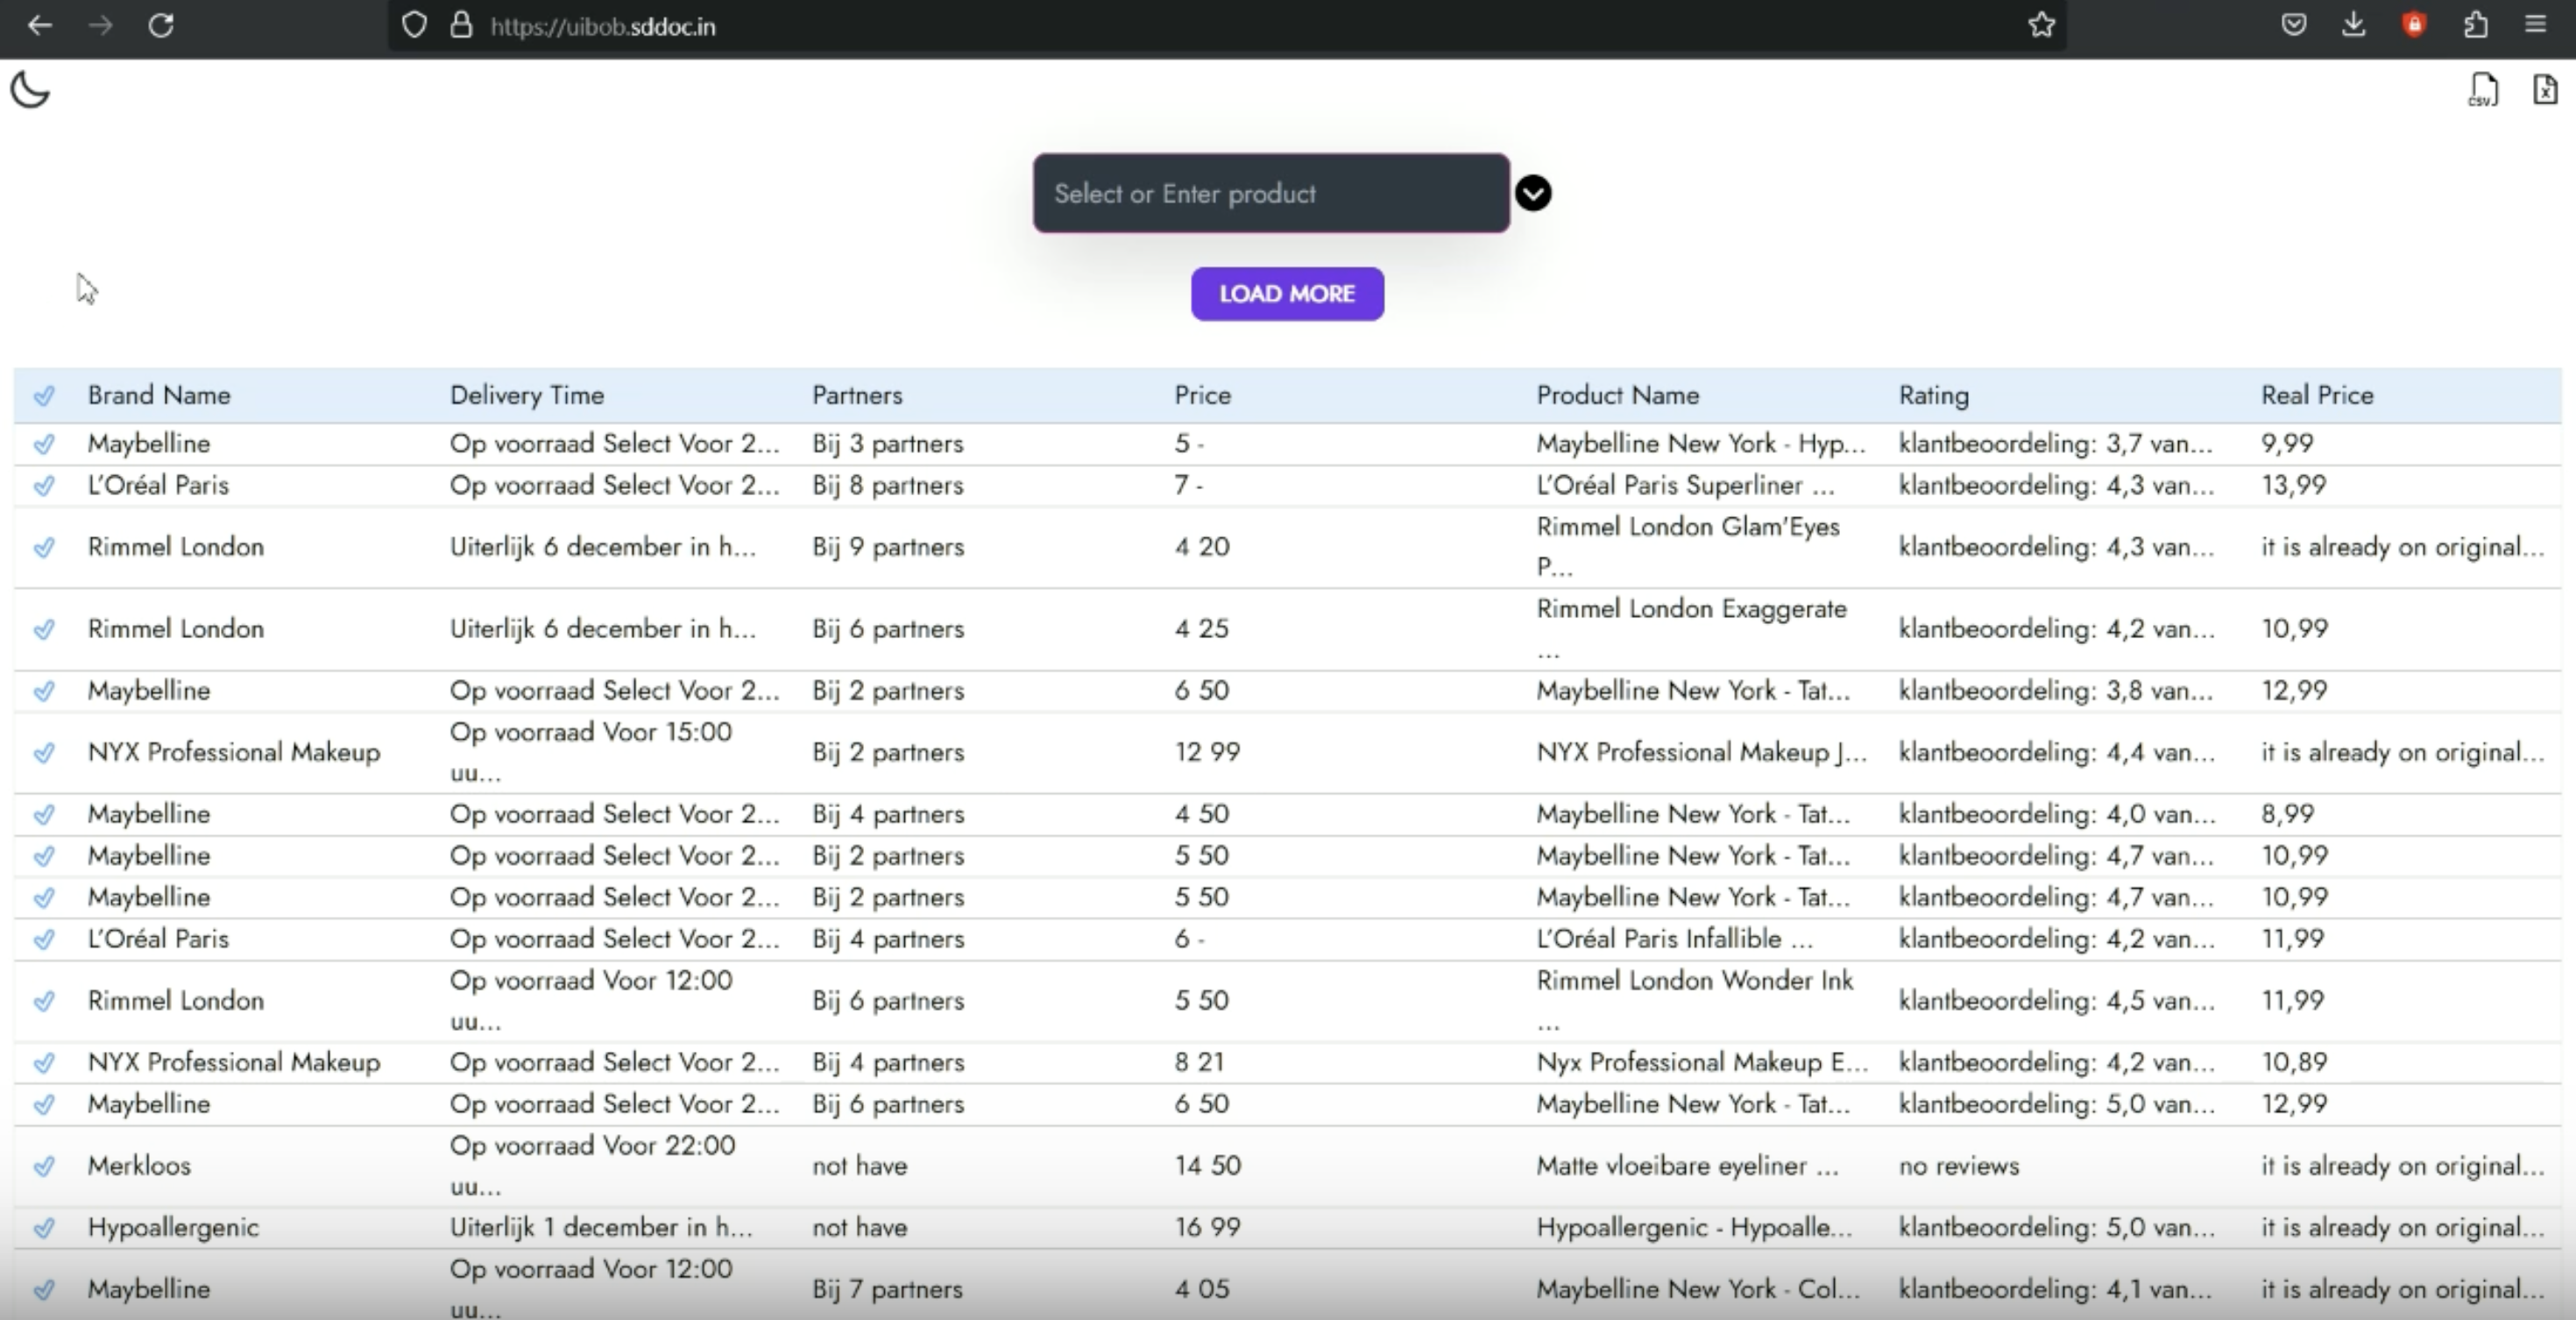 https://uibob.sddoc.in
CSV
Select or Enter product
LOAD MORE
Brand Name Delivery Time Partners Price Product Name Rating Real Price
Maybelline Op voorraad Select Voor 2... Bij 3 partners 5 - Maybelline New York - Hyp... klantbeoordeling: 3,7 van... 9,99
L'Oréal Paris Op voorraad Select Voor 2... Bij 8 partners 7 - L'Oréal Paris Superliner ... klantbeoordeling: 4,3 van... 13,99
Rimmel London Uiterlijk 6 december in h... Bij 9 partners 4 20 Rimmel London Glam'Eyes klantbeoordeling: 4,3 van... it is already on original...
P...
Rimmel London Uiterlijk 6 december in h... Bij 6 partners 4 25 Rimmel London Exaggerate klantbeoordeling: 4,2 van... 10,99
...
Maybelline Op voorraad Select Voor 2... Bij 2 partners 6 50 Maybelline New York - Tat... klantbeoordeling: 3,8 van... 12,99
NYX Professional Makeup Op voorraad Voor 15:00 Bij 2 partners 12 99 NYX Professional Makeup J... klantbeoordeling: 4,4 van... it is already on original...
uu...
Maybelline Op voorraad Select Voor 2... Bij 4 partners 4 50 Maybelline New York - Tat... klantbeoordeling: 4,0 van... 8,99
Maybelline Op voorraad Select Voor 2... Bij 2 partners 5 50 Maybelline New York - Tat... klantbeoordeling: 4,7 van... 10,99
Maybelline Op voorraad Select Voor 2... Bij 2 partners 5 50 Maybelline New York - Tat... klantbeoordeling: 4,7 van... 10,99
L'Oréal Paris Op voorraad Select Voor 2... Bij 4 partners 6 - L'Oréal Paris Infallible ... klantbeoordeling: 4,2 van... 11,99
Rimmel London Op voorraad Voor 12:00 Bij 6 partners 5 50 Rimmel London Wonder Ink klantbeoordeling: 4,5 van... 11,99
uu... ...
NYX Professional Makeup Op voorraad Select Voor 2... Bij 4 partners 8 21 Nyx Professional Makeup E... klantbeoordeling: 4,2 van... 10,89
Maybelline Op voorraad Select Voor 2... Bij 6 partners 6 50 Maybelline New York - Tat... klantbeoordeling: 5,0 van... 12,99
Merkloos Op voorraad Voor 22:00 not have 14 50 Matte vloeibare eyeliner ... no reviews it is already on original...
uu...
Hypoallergenic Uiterlijk 1 december in h... not have 16 99 Hypoallergenic - Hypoalle... klantbeoordeling: 5,0 van... it is already on original...
Maybelline Op voorraad Voor 12:00 Bij 7 partners 4 05 Maybelline New York - Col... klantbeoordeling: 4,1 van... it is already on original...
uu...